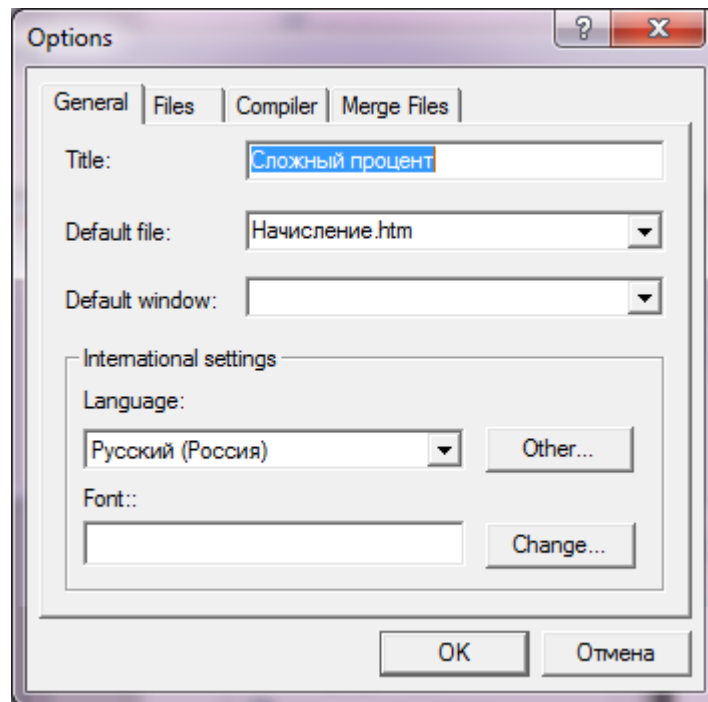 Options
General Files Compiler Merge Files
Title: Сложный процент
Default file: Начисление.htm
Default window:
International settings
Language:
Русский (Россия) Other...
Font::
Change...
OK Отмена